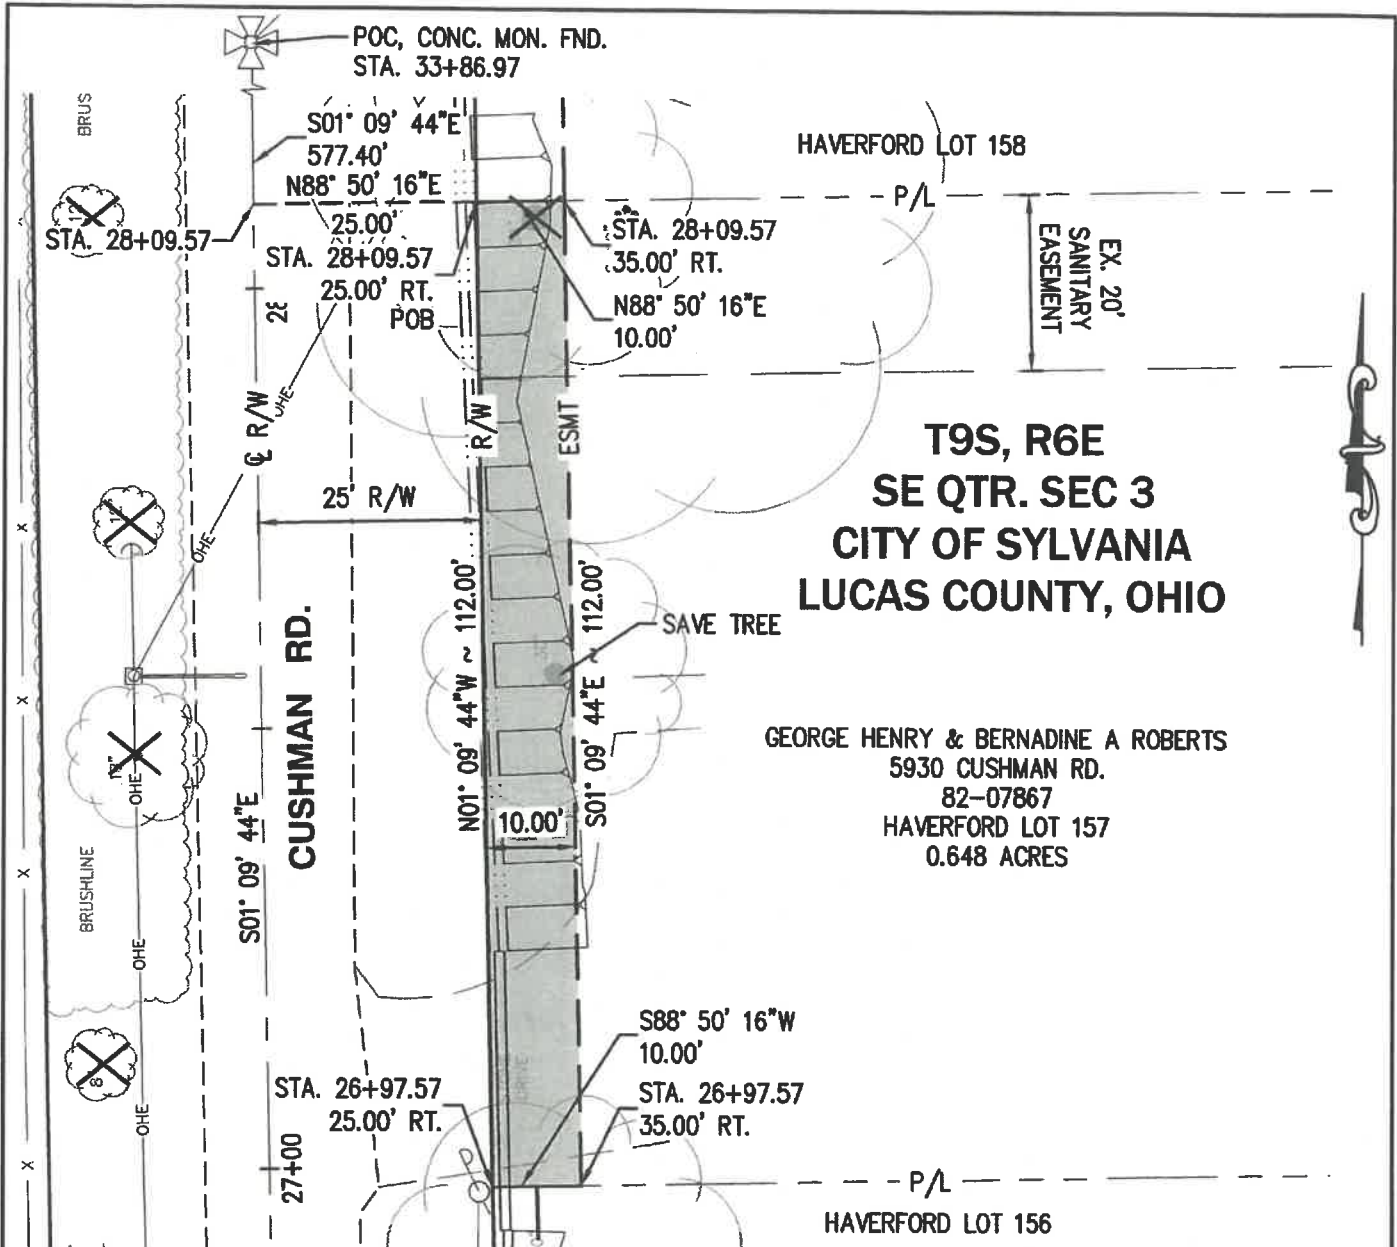 POC, CONC. MON. FND.
STA. 33+86.97
BRUS
S01° 09' 44"E
577.40'
HAVERFORD LOT 158
N88° 50' 16"E
25.00'
P/L
STA. 28+09.57
STA. 28+09.57
25.00' RT.
POB
STA. 28+09.57
35.00' RT.
N88° 50' 16"E
10.00'
EX. 20'
SANITARY
EASEMENT
28
OHE
℄ R/W
R/W
ESMT
T9S, R6E
SE QTR. SEC 3
CITY OF SYLVANIA
LUCAS COUNTY, OHIO
25' R/W
X
OHE
N01° 09' 44"W ~ 112.00'
S01° 09' 44"E ~ 112.00'
SAVE TREE
CUSHMAN RD.
X
GEORGE HENRY & BERNADINE A ROBERTS
5930 CUSHMAN RD.
82-07867
HAVERFORD LOT 157
0.648 ACRES
OHE
10.00'
S01° 09' 44"E
BRUSHLINE
X
OHE
S88° 50' 16"W
10.00'
8"
STA. 26+97.57
25.00' RT.
STA. 26+97.57
35.00' RT.
DRIVE
OHE
27+00
X
P/L
HAVERFORD LOT 156